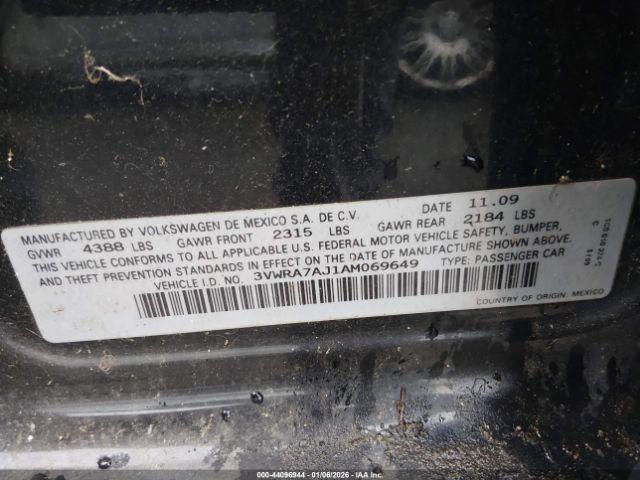 MANUFACTURED BY VOLKSWAGEN DE MEXICO S.A. DE C.V. DATE 11.09
GVWR 4388 LBS GAWR FRONT 2315 LBS GAWR REAR 2184 LBS
THIS VEHICLE CONFORMS TO ALL APPLICABLE U.S. FEDERAL MOTOR VEHICLE SAFETY, BUMPER,
AND THEFT PREVENTION STANDARDS IN EFFECT ON THE DATE OF MANUFACTURE SHOWN ABOVE.
VEHICLE I.D. NO. 3VWRA7AJ1AM069649 TYPE: PASSENGER CAR
COUNTRY OF ORIGIN: MEXICO
000-44096944 | 01/06/2026 | IAA